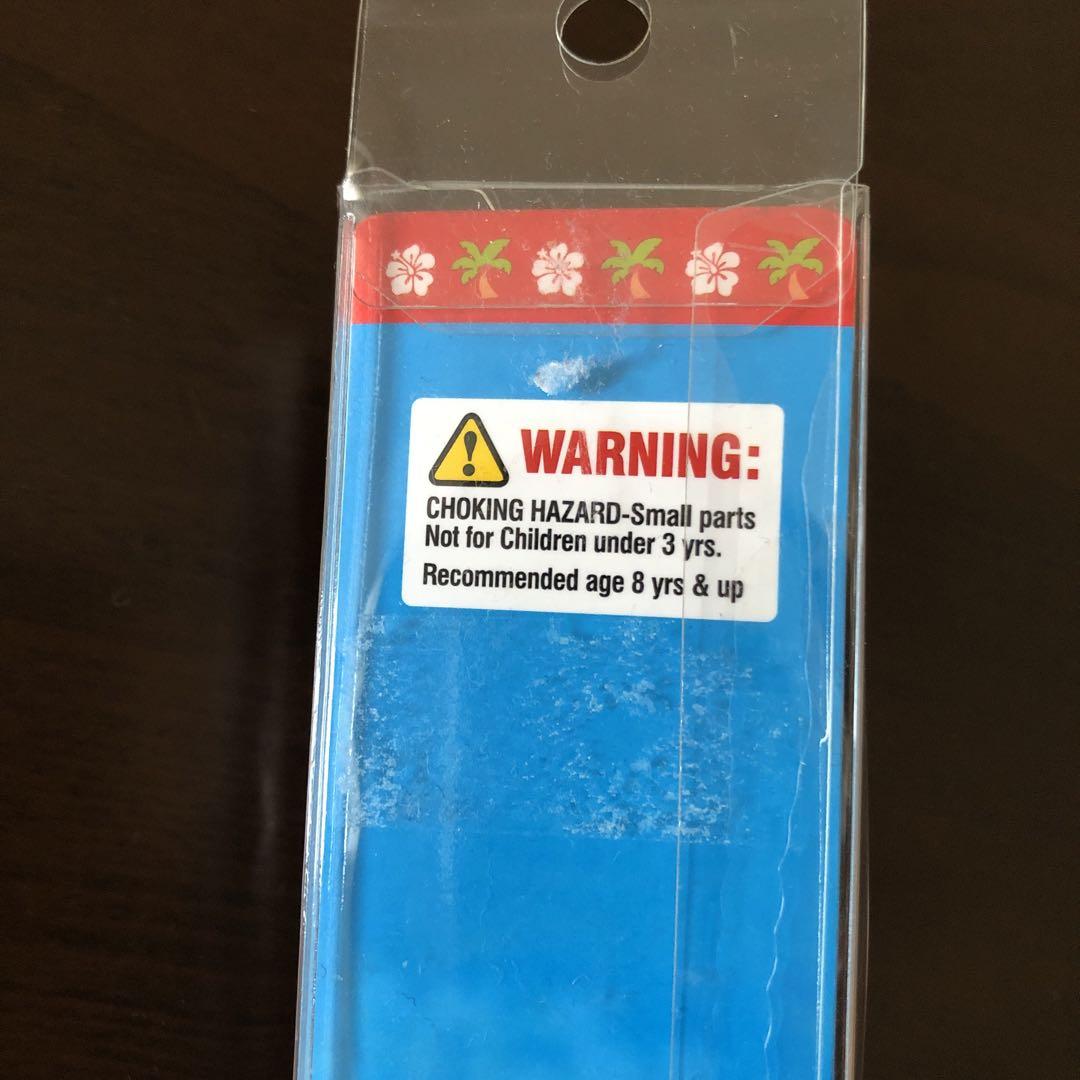 WARNING:
CHOKING HAZARD-Small parts
Not for Children under 3 yrs.
Recommended age 8 yrs & up